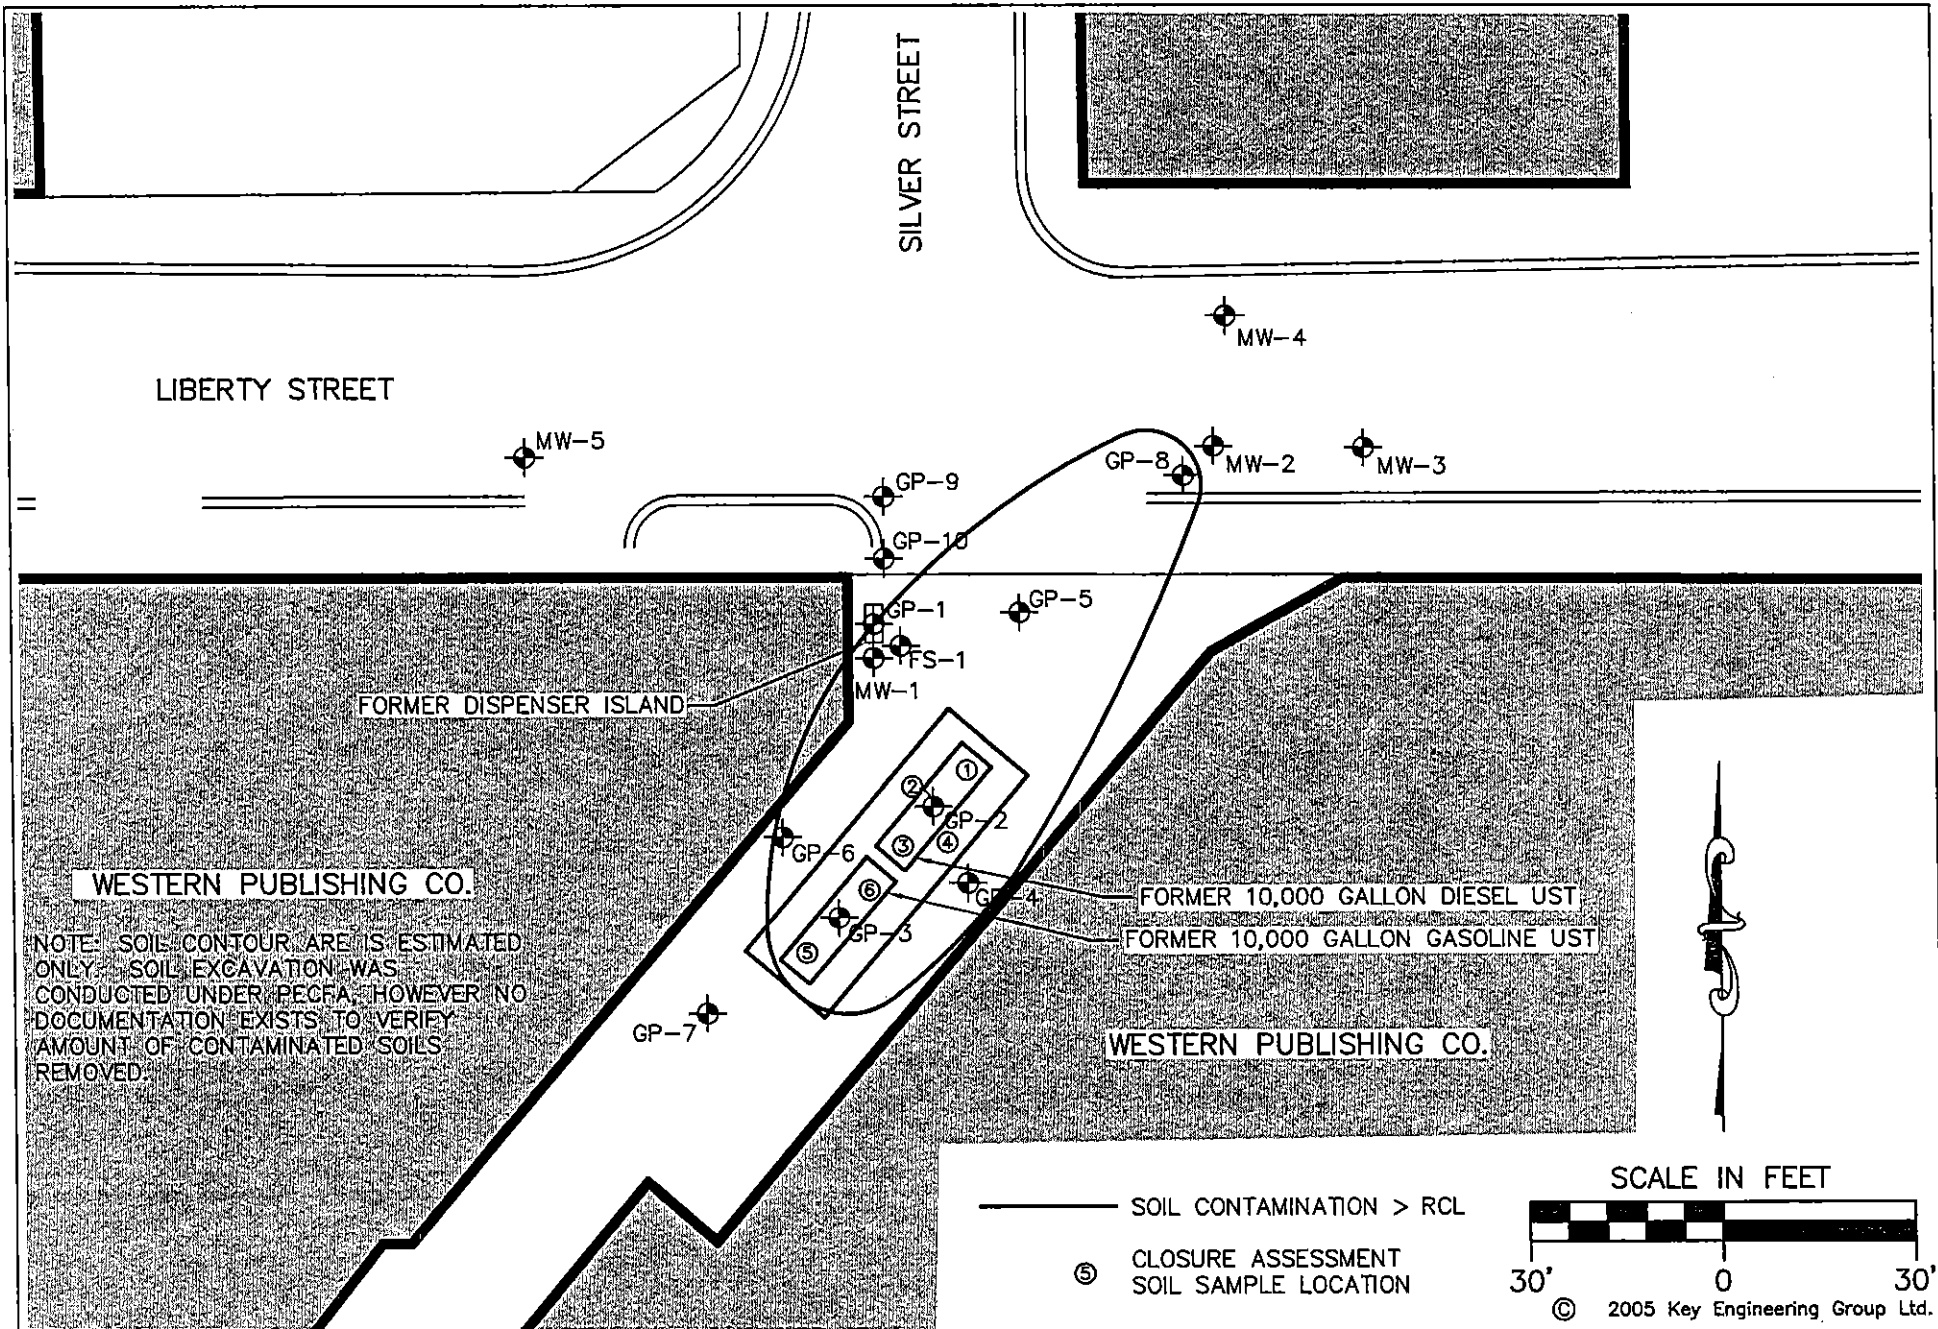 SILVER STREET
MW-4
LIBERTY STREET
MW-5
GP-8
MW-2
MW-3
GP-9
GP-10
GP-1
GP-5
FS-1
MW-1
FORMER DISPENSER ISLAND
①
②
GP-2
③
④
GP-6
⑥
GP-4
GP-3
⑤
WESTERN PUBLISHING CO.
FORMER 10,000 GALLON DIESEL UST
FORMER 10,000 GALLON GASOLINE UST
NOTE: SOIL CONTOUR ARE IS ESTIMATED
ONLY. SOIL EXCAVATION WAS
CONDUCTED UNDER PECFA, HOWEVER NO
DOCUMENTATION EXISTS TO VERIFY
AMOUNT OF CONTAMINATED SOILS
REMOVED.
GP-7
WESTERN PUBLISHING CO.
SOIL CONTAMINATION > RCL
⑤ CLOSURE ASSESSMENT
SOIL SAMPLE LOCATION
SCALE IN FEET
30' 0 30'
© 2005 Key Engineering Group Ltd.